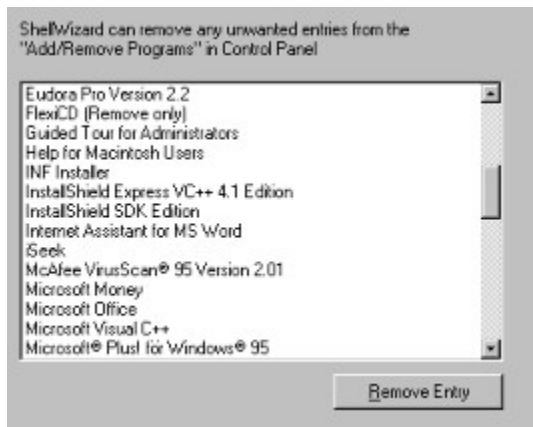 ShellWizard can remove any unwanted entries from the
"Add/Remove Programs" in Control Panel
Eudora Pro Version 2.2
FlexiCD (Remove only)
Guided Tour for Administrators
Help for Macintosh Users
INF Installer
InstallShield Express VC++ 4.1 Edition
InstallShield SDK Edition
Internet Assistant for MS Word
iSeek
McAfee VirusScan® 95 Version 2.01
Microsoft Money
Microsoft Office
Microsoft Visual C++
Microsoft® Plus! for Windows® 95
Remove Entry